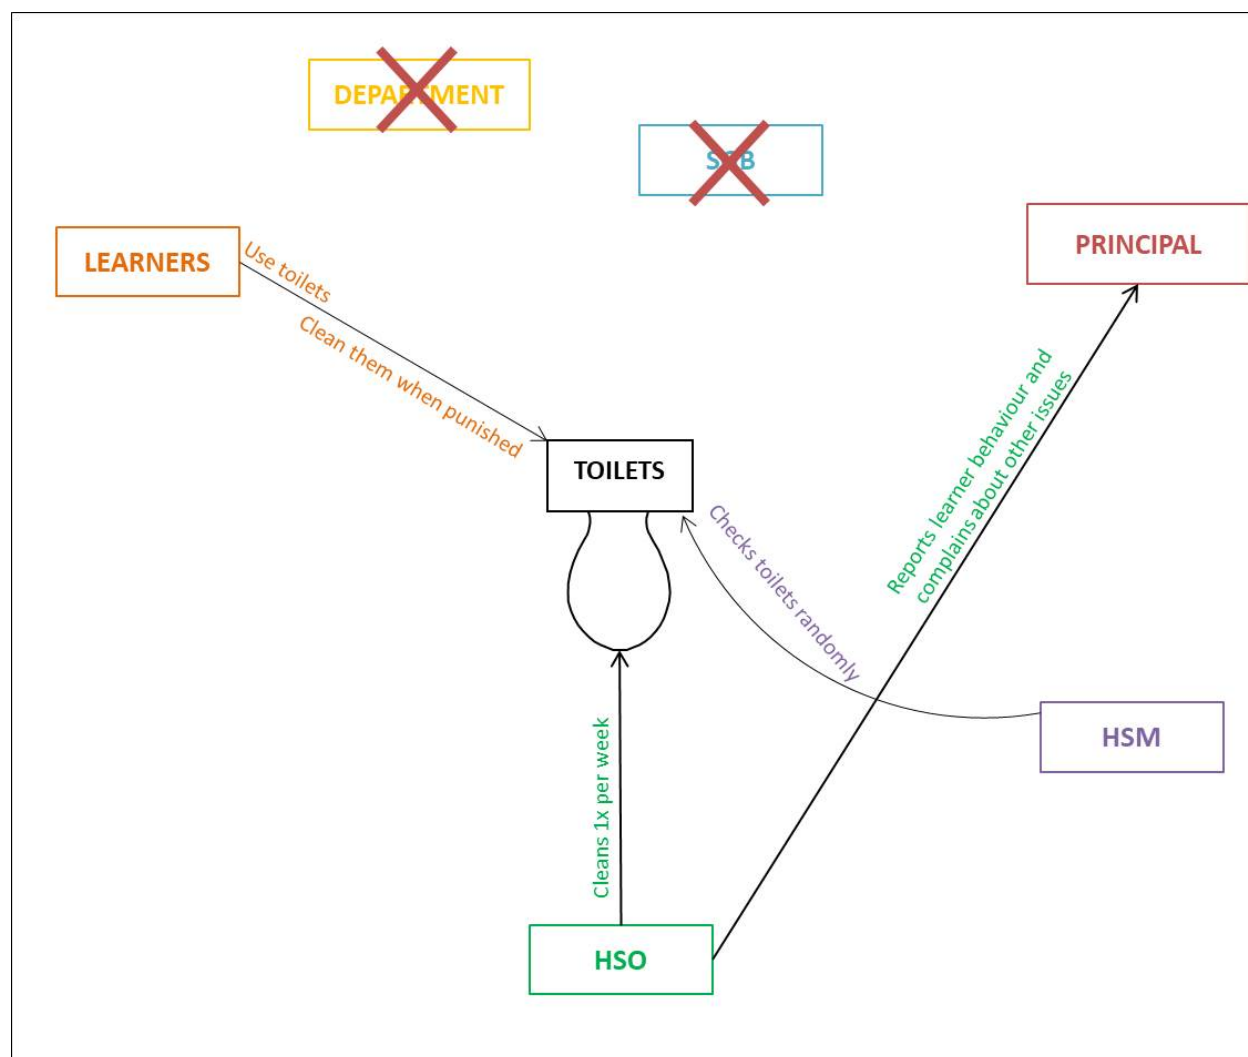 DEPARTMENT
SGB
LEARNERS
PRINCIPAL
Use toilets
Clean them when punished
TOILETS
Reports learner behaviour and
complains about other issues
Checks toilets randomly
HSM
Cleans 1x per week
HSO